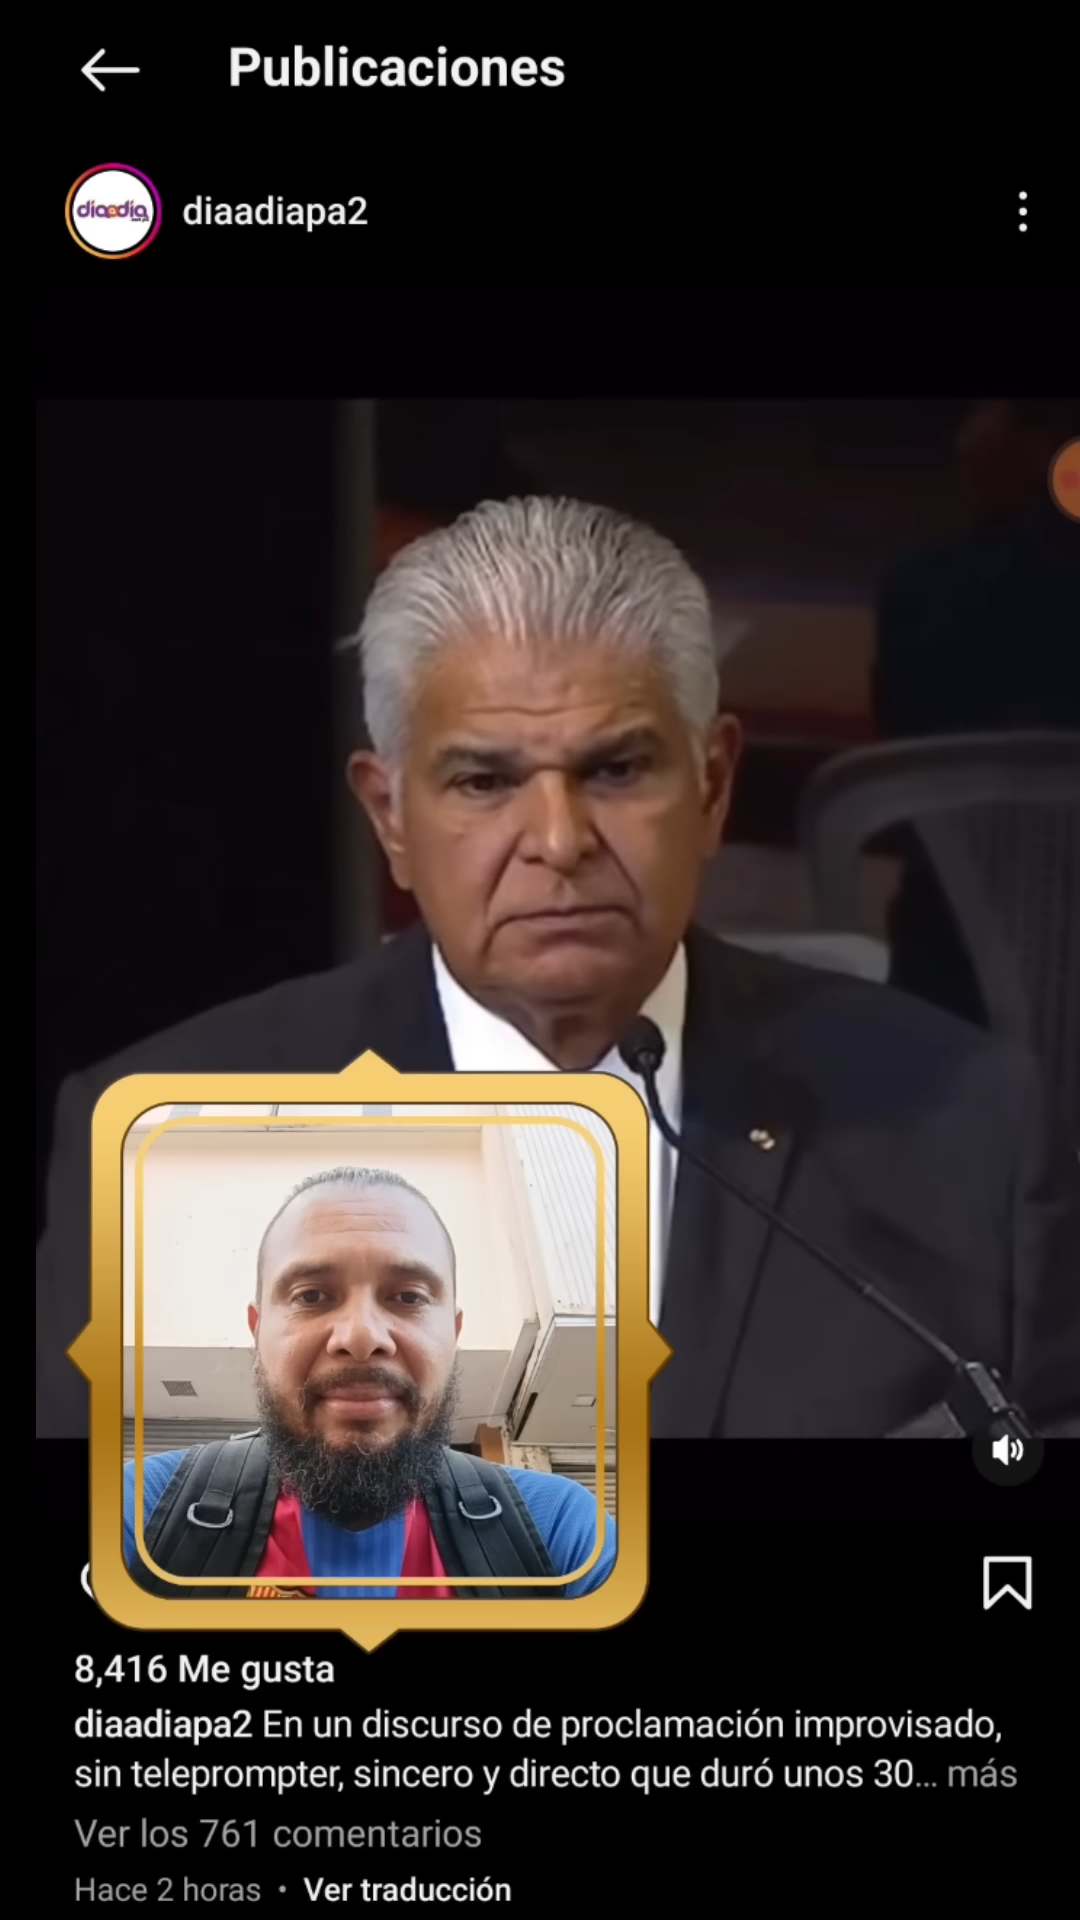 Publicaciones
díaadía
diaadiapa2
8,416 Me gusta
diaadiapa2 En un discurso de proclamación improvisado,
sin teleprompter, sincero y directo que duró unos 30... más
Ver los 761 comentarios
Hace 2 horas • Ver traducción